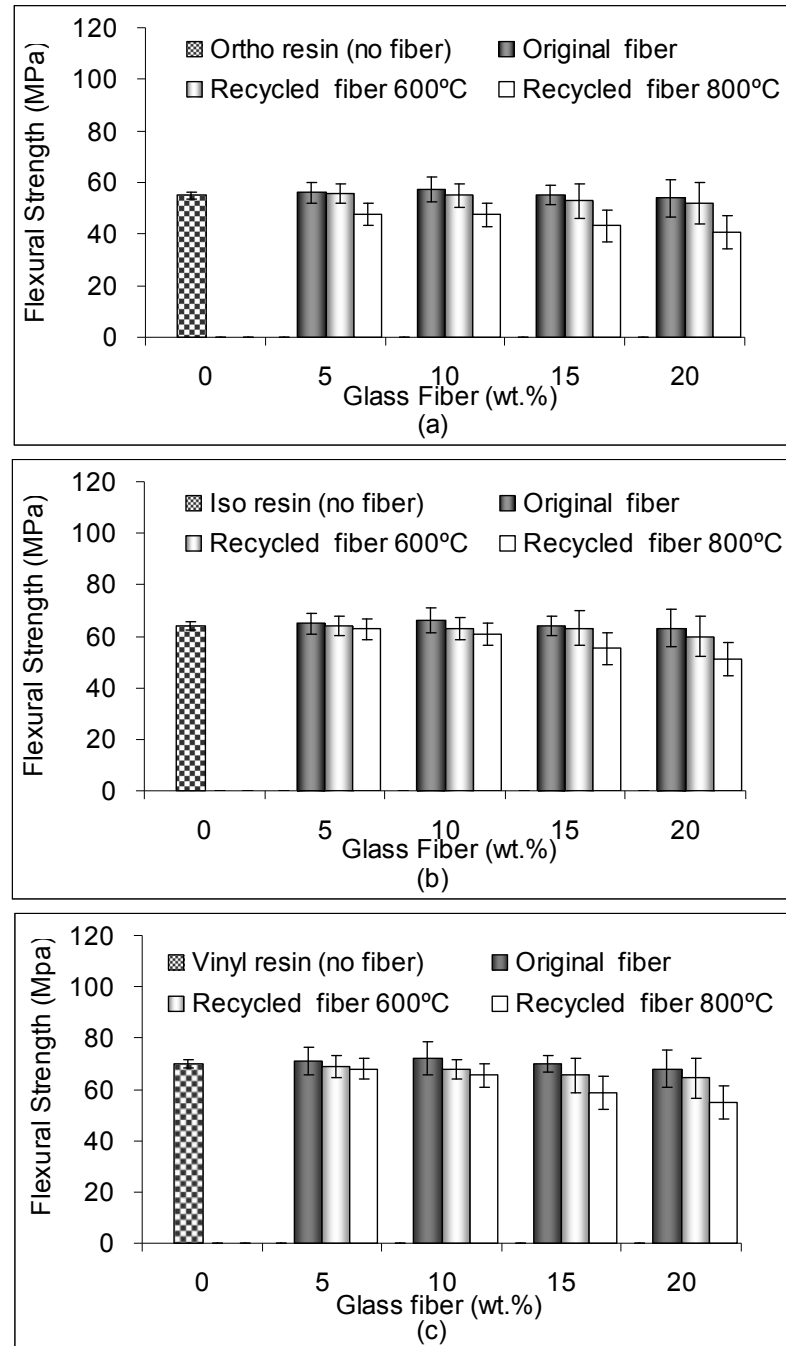 Flexural Strength (MPa)
120
100
80
60
40
20
0
Ortho resin (no fiber)
Original fiber
Recycled fiber 600ºC
Recycled fiber 800ºC
0 5 10 15 20
Glass Fiber (wt.%)
(a)
Flexural Strength (MPa)
120
100
80
60
40
20
0
Iso resin (no fiber)
Original fiber
Recycled fiber 600ºC
Recycled fiber 800ºC
0 5 10 15 20
Glass Fiber (wt.%)
(b)
Flexural Strength (Mpa)
120
100
80
60
40
20
0
Vinyl resin (no fiber)
Original fiber
Recycled fiber 600ºC
Recycled fiber 800ºC
0 5 10 15 20
Glass fiber (wt.%)
(c)